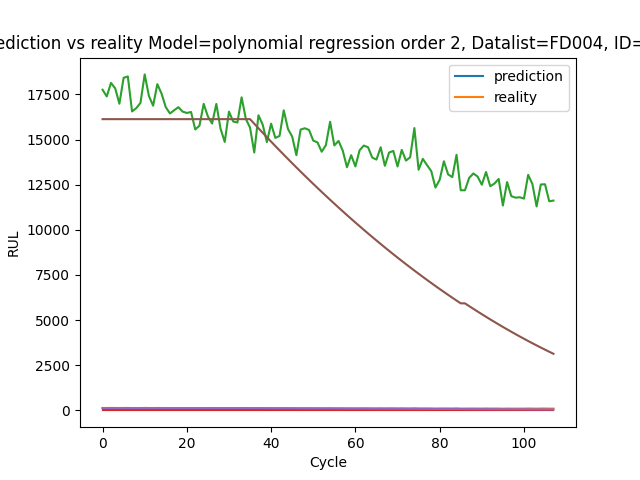 ediction vs reality Model=polynomial regression order 2, Datalist=FD004, ID=
prediction
reality
17500
15000
12500
10000
7500
5000
2500
0
RUL
0 20 40 60 80 100
Cycle